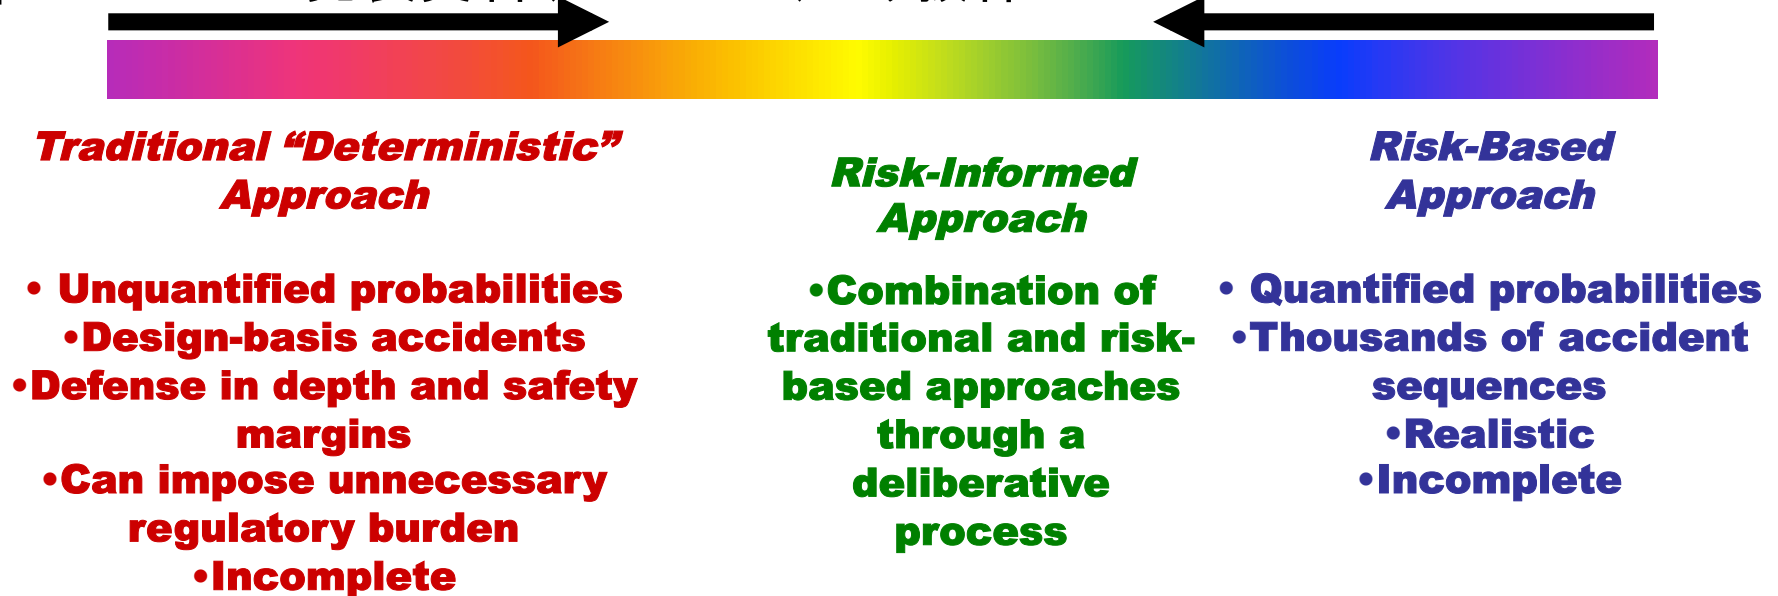 Traditional “Deterministic”
Approach
• Unquantified probabilities
•Design-basis accidents
•Defense in depth and safety
margins
•Can impose unnecessary
regulatory burden
•Incomplete
Risk-Informed
Approach
•Combination of
traditional and risk-
based approaches
through a
deliberative
process
Risk-Based
Approach
• Quantified probabilities
•Thousands of accident
sequences
•Realistic
•Incomplete